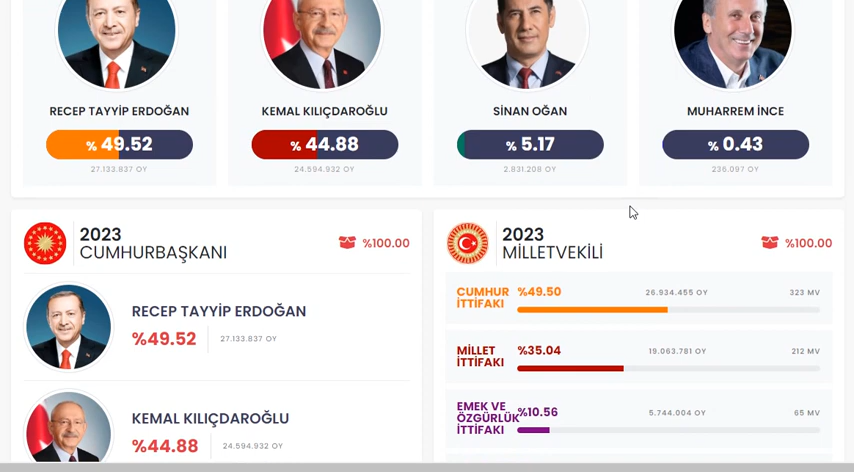 RECEP TAYYİP ERDOĞAN
% 49.52
27.133.837 OY
KEMAL KILIÇDAROĞLU
% 44.88
24.594.932 OY
SİNAN OĞAN
% 5.17
2.831.208 OY
MUHARREM İNCE
% 0.43
236.097 OY
2023
CUMHURBAŞKANI
%100.00
RECEP TAYYİP ERDOĞAN
%49.52
27.133.837 OY
KEMAL KILIÇDAROĞLU
%44.88
24.594.932 OY
2023
MİLLETVEKİLİ
%100.00
CUMHUR
İTTİFAKI
%49.50
26.934.455 OY
323 MV
MİLLET
İTTİFAKI
%35.04
19.063.781 OY
212 MV
EMEK VE
ÖZGÜRLÜK
İTTİFAKI
%10.56
5.744.004 OY
65 MV